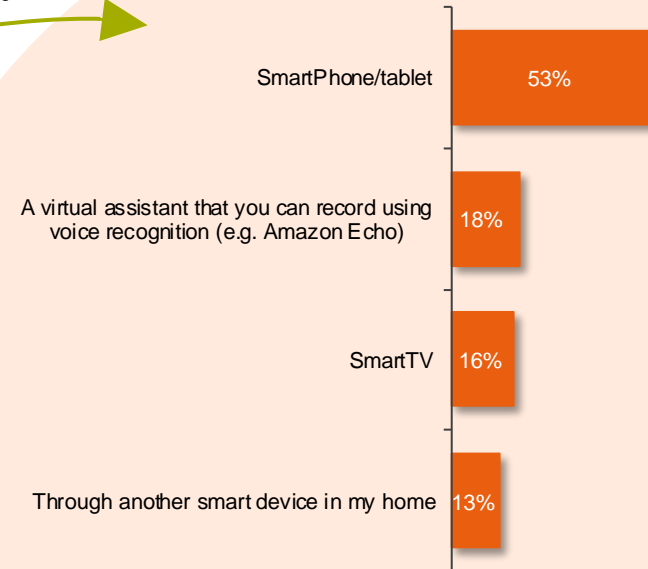 SmartPhone/tablet
53%
A virtual assistant that you can record using
voice recognition (e.g. Amazon Echo)
18%
SmartTV
16%
Through another smart device in my home
13%